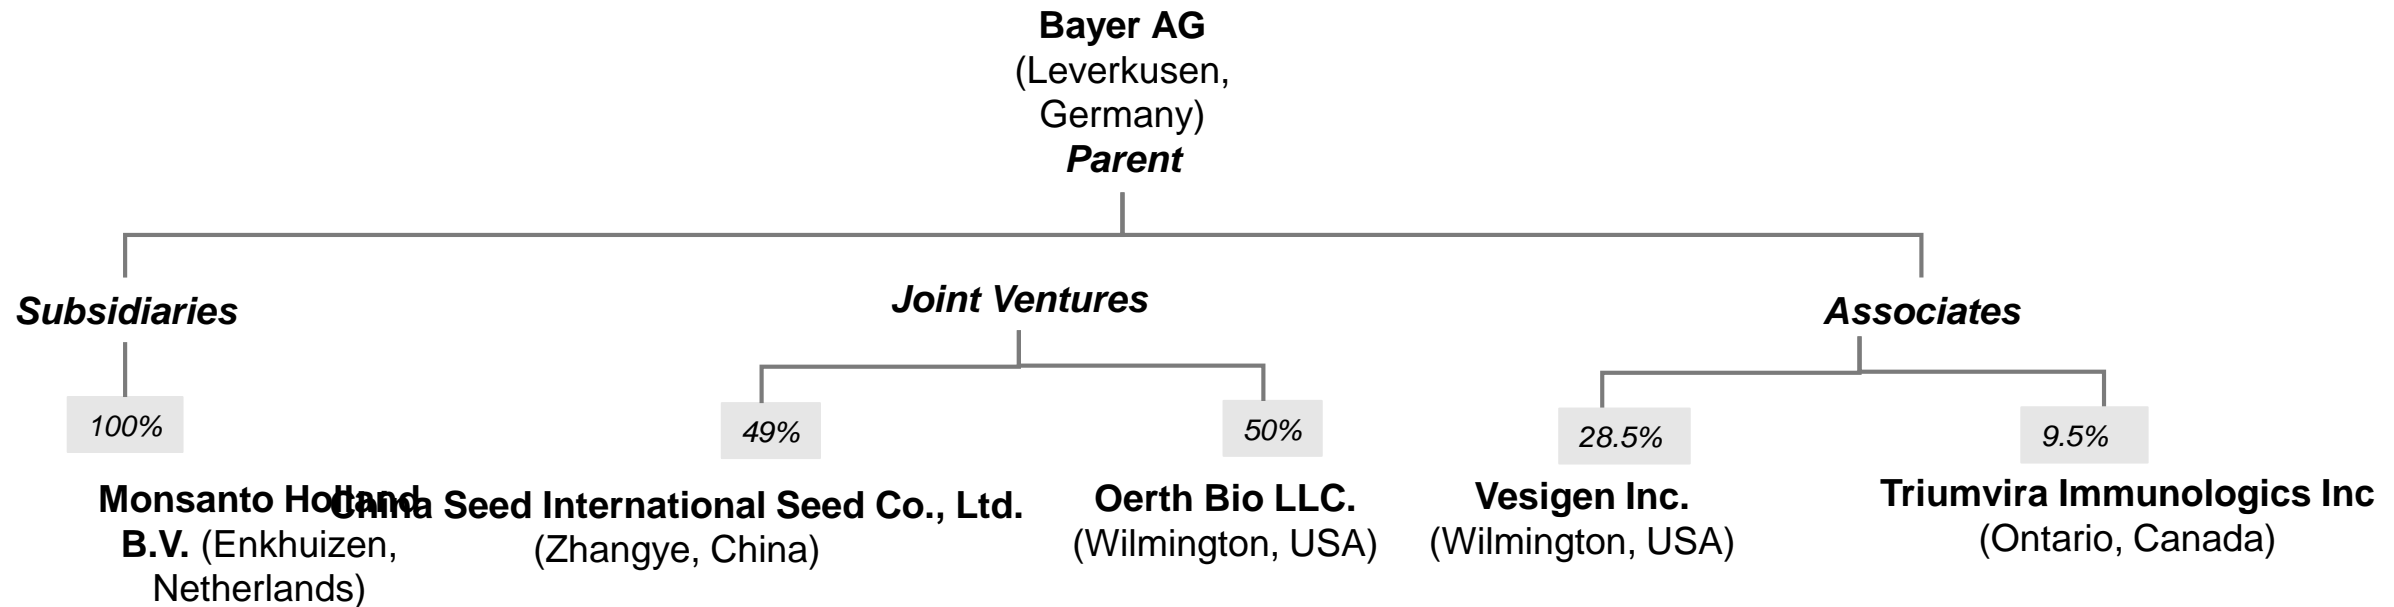 Bayer AG
(Leverkusen,
Germany)
Parent
Subsidiaries
Joint Ventures
Associates
100%
49%
50%
28.5%
9.5%
Monsanto Holland
B.V. (Enkhuizen,
Netherlands)
China Seed International Seed Co., Ltd.
(Zhangye, China)
Oerth Bio LLC.
(Wilmington, USA)
Vesigen Inc.
(Wilmington, USA)
Triumvira Immunologics Inc
(Ontario, Canada)